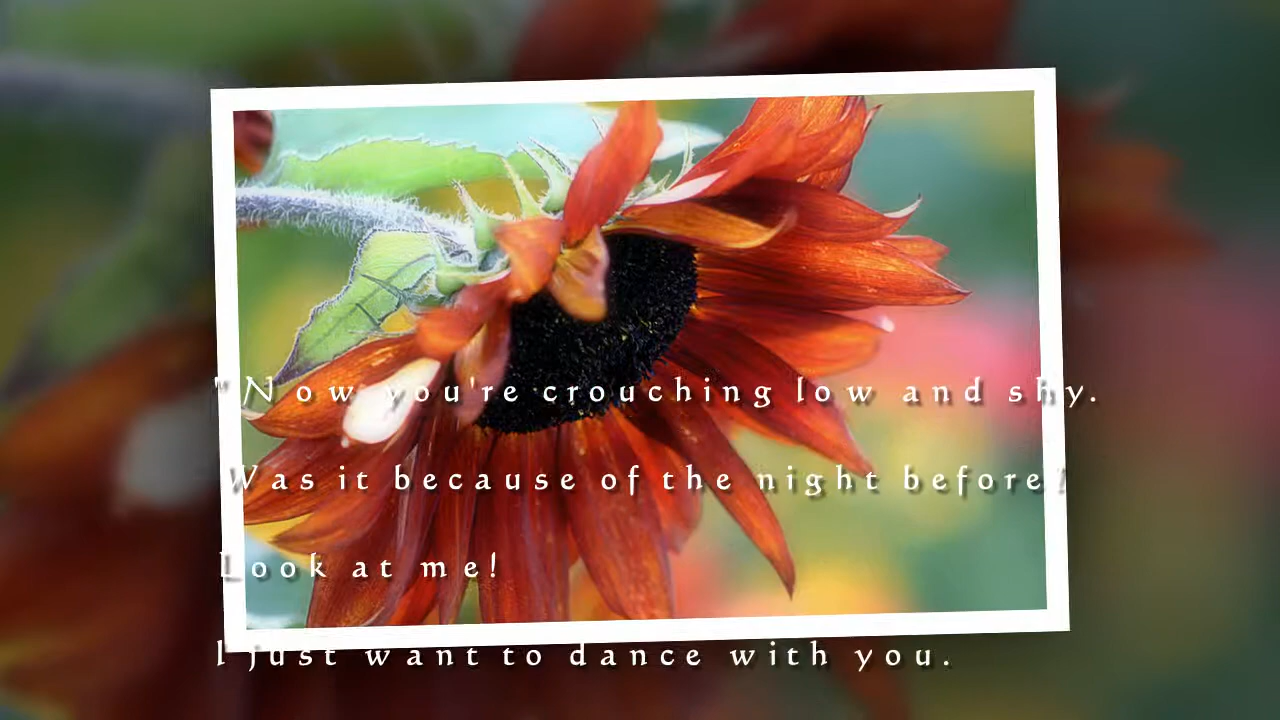 "Now you're crouching low and shy.
Was it because of the night before?
Look at me!
I just want to dance with you.